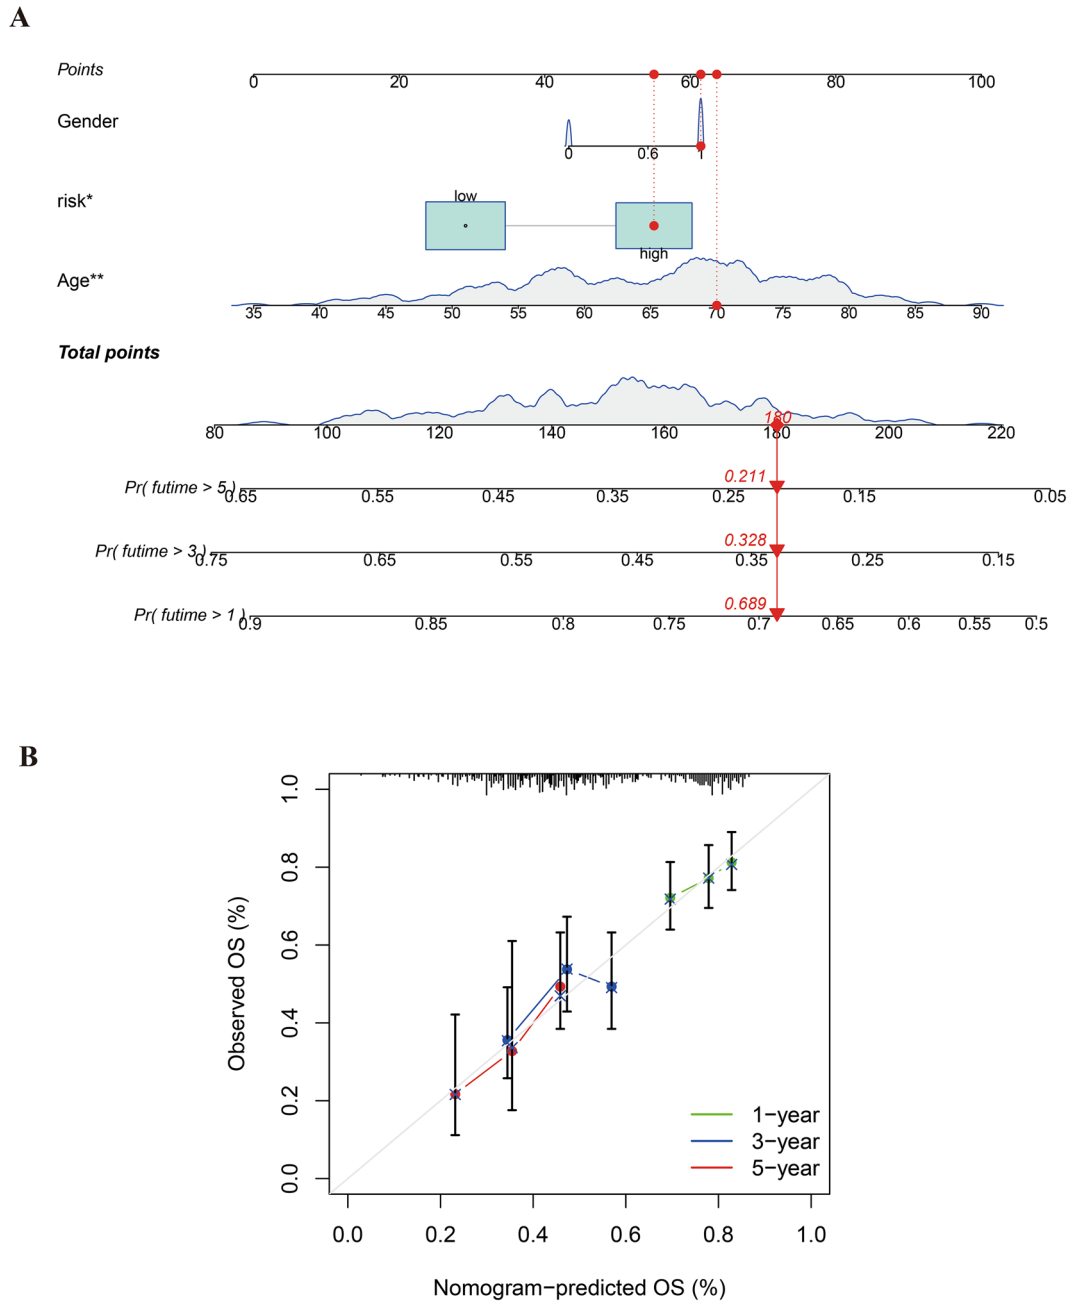 A
Points
0 20 40 60 80 100
Gender
0 0.6 1
risk*
low
high
Age**
35 40 45 50 55 60 65 70 75 80 85 90
Total points
180
80 100 120 140 160 180 200 220
0.211
Pr( futime > 5 )
0.65 0.55 0.45 0.35 0.25 0.15 0.05
0.328
Pr( futime > 3 )
0.75 0.65 0.55 0.45 0.35 0.25 0.15
0.689
Pr( futime > 1 )
0.9 0.85 0.8 0.75 0.7 0.65 0.6 0.55 0.5
B
Observed OS (%)
1.0
0.8
0.6
0.4
0.2
0.0
1−year
3−year
5−year
0.0 0.2 0.4 0.6 0.8 1.0
Nomogram−predicted OS (%)